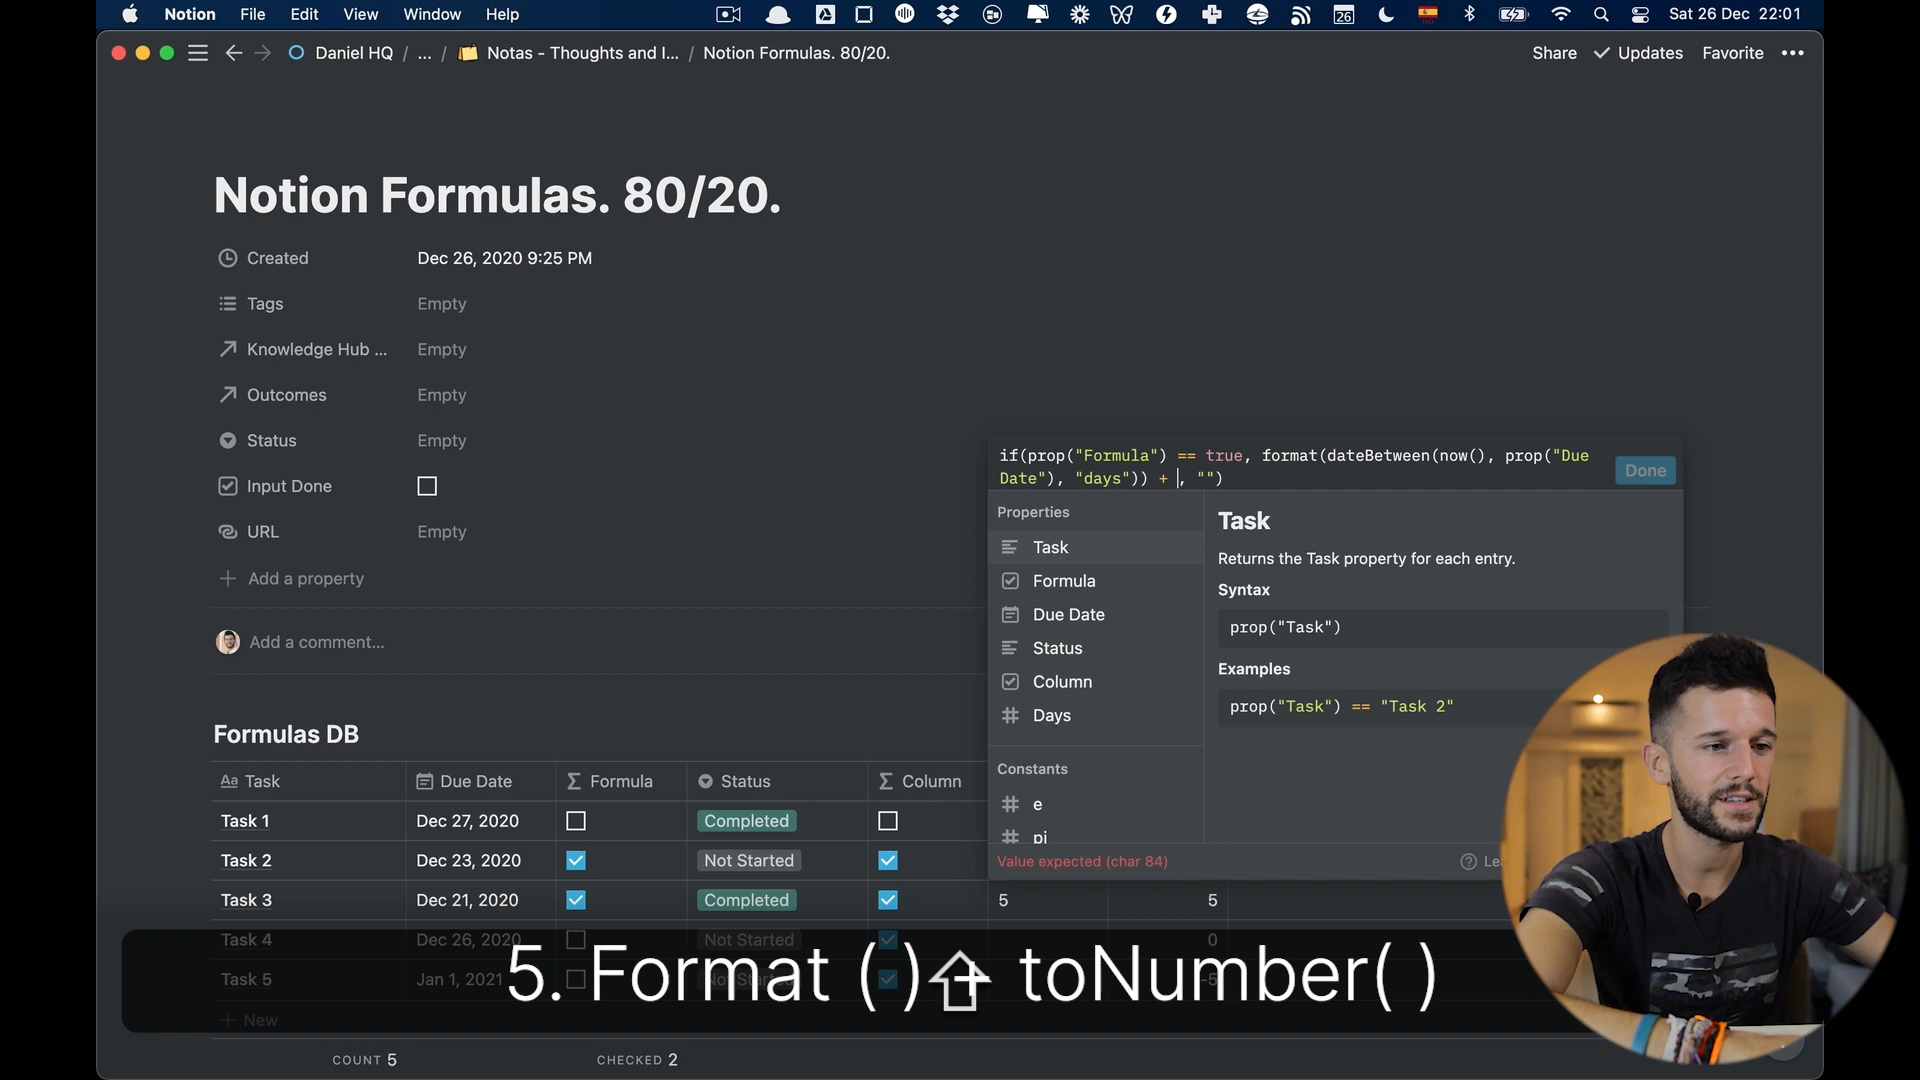 Notion File Edit View Window Help 26 Sat 26 Dec 22:01
Daniel HQ / ... / Notas - Thoughts and I... / Notion Formulas. 80/20. Share Updates Favorite
Notion Formulas. 80/20.
Created Dec 26, 2020 9:25 PM
Tags Empty
Knowledge Hub ... Empty
Outcomes Empty
Status Empty
Input Done
URL Empty
Add a property
Add a comment...
if(prop("Formula") == true, format(dateBetween(now(), prop("Due
Date"), "days")) + , "")
Done
Properties
Task
Formula
Due Date
Status
Column
Days
Constants
e
pi
Task
Returns the Task property for each entry.
Syntax
prop("Task")
Examples
prop("Task") == "Task 2"
Value expected (char 84)
Formulas DB
Aa Task Due Date Σ Formula Status Σ Column
Task 1 Dec 27, 2020 Completed
Task 2 Dec 23, 2020 Not Started
Task 3 Dec 21, 2020 Completed 5 5
Task 4 Dec 26, 2020 Not Started 0
Task 5 Jan 1, 2021 -5
5. Format ( ) + toNumber( )
+ New
COUNT 5 CHECKED 2